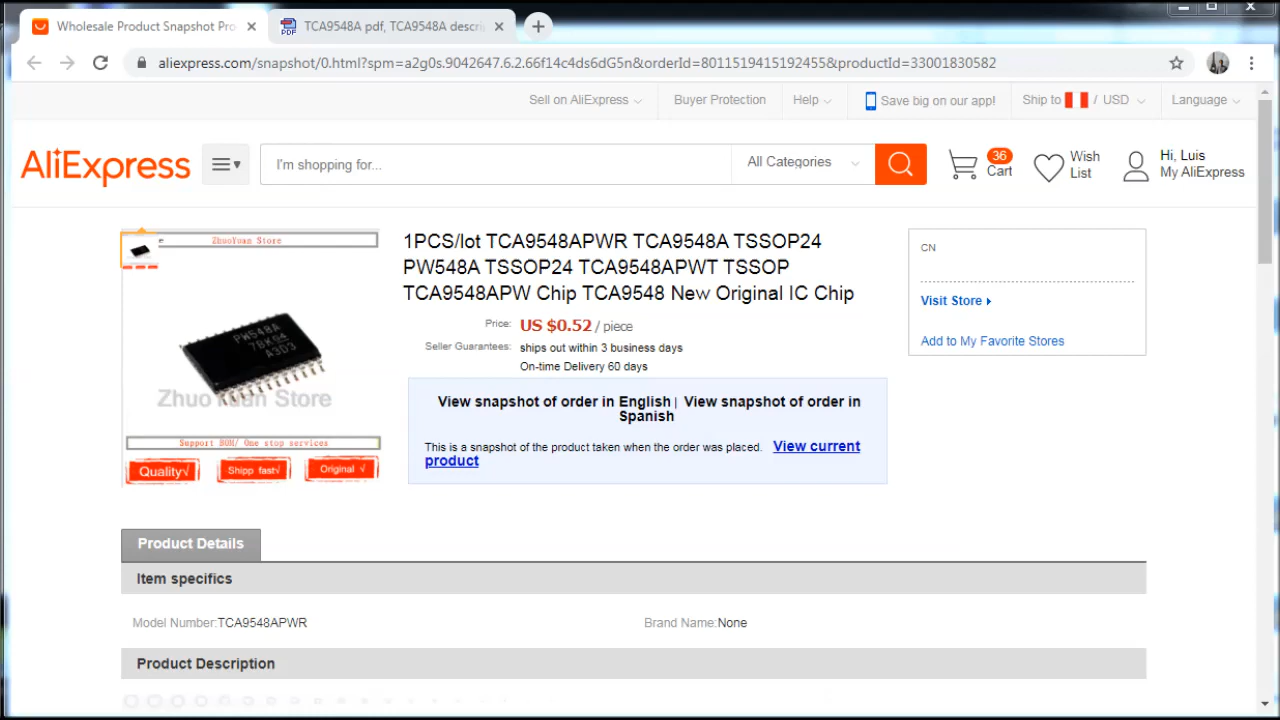 Wholesale Product Snapshot Pro
TCA9548A pdf, TCA9548A descri
aliexpress.com/snapshot/0.html?spm=a2g0s.9042647.6.2.66f14c4ds6dG5n&orderId=8011519415192455&productId=33001830582
Sell on AliExpress
Buyer Protection
Help
Save big on our app!
Ship to / USD
Language
AliExpress
I'm shopping for...
All Categories
36
Cart
Wish
List
Hi, Luis
My AliExpress
ZhuoYuan Store
PW548A
78K
A3D3
ZhuoYuan Store
Support BOM/ One stop services
Quality√
Shipp fast√
Original √
1PCS/lot TCA9548APWR TCA9548A TSSOP24
PW548A TSSOP24 TCA9548APWT TSSOP
TCA9548APW Chip TCA9548 New Original IC Chip
Price: US $0.52 / piece
Seller Guarantees: ships out within 3 business days
On-time Delivery 60 days
View snapshot of order in English | View snapshot of order in
Spanish
This is a snapshot of the product taken when the order was placed. View current
product
CN
Visit Store
Add to My Favorite Stores
Product Details
Item specifics
Model Number:TCA9548APWR
Brand Name:None
Product Description